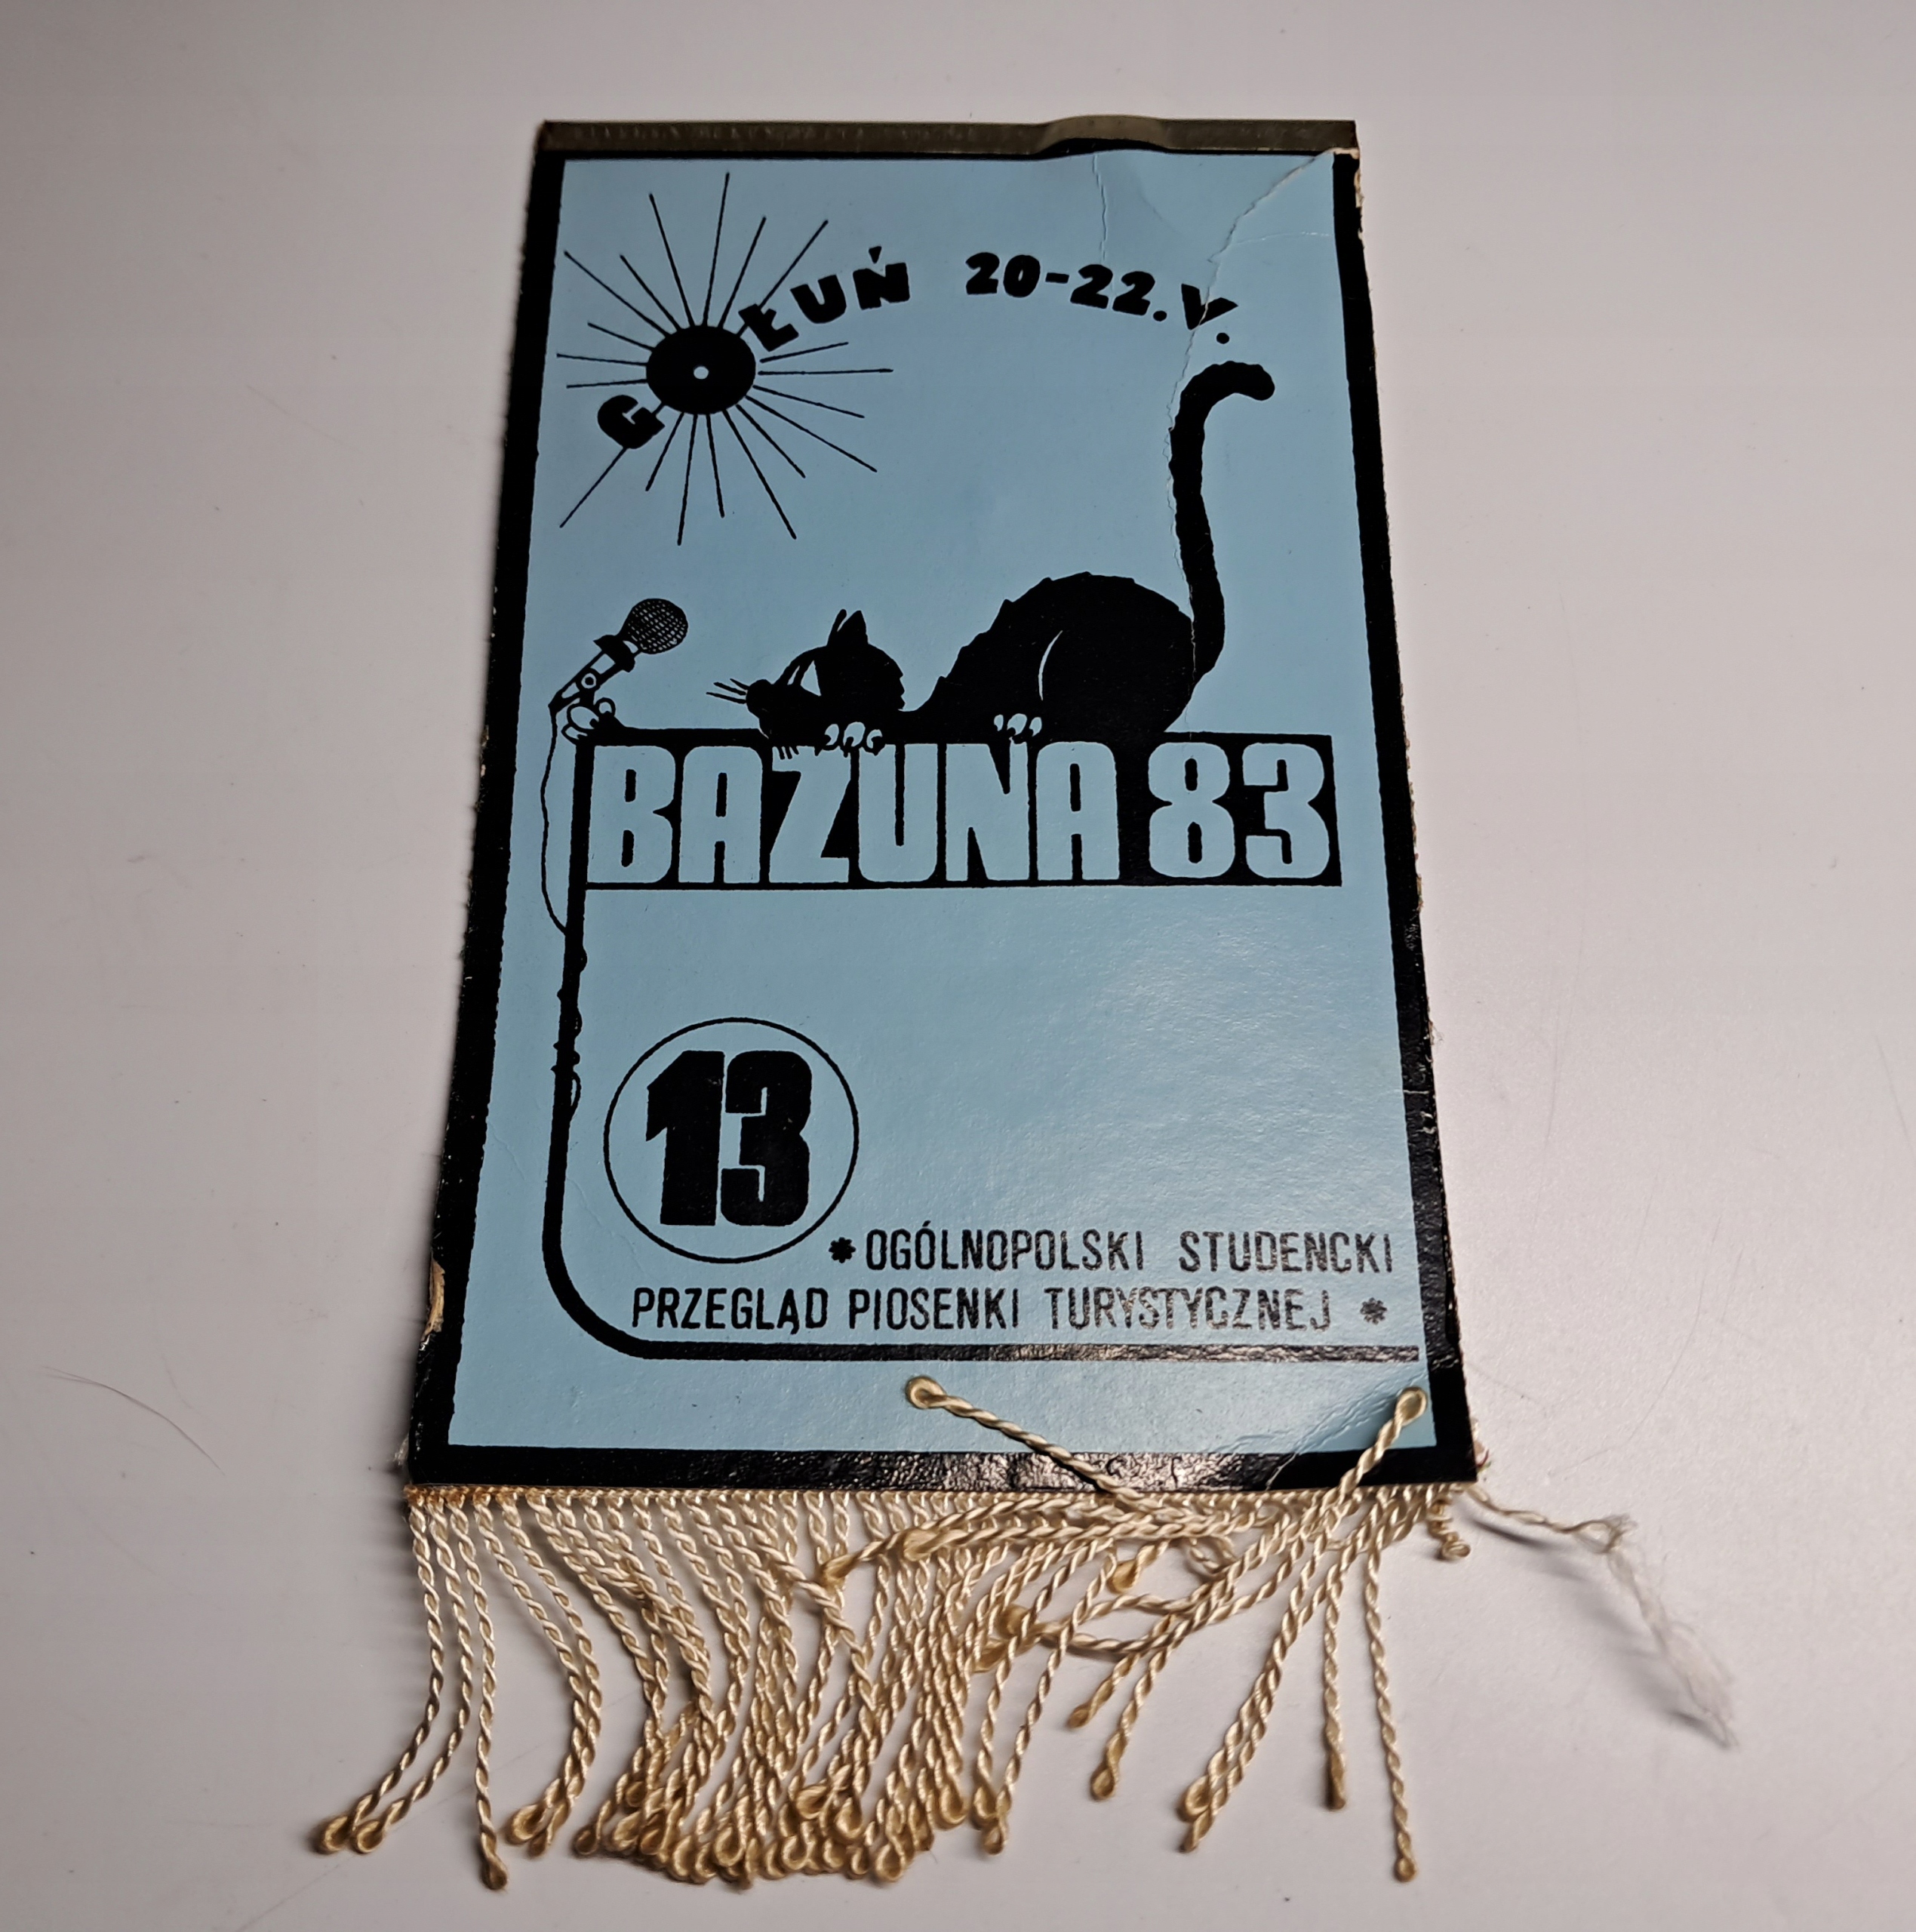 GOŁUŃ 20-22.V.
BAZUNA 83
13
* OGÓLNOPOLSKI STUDENCKI
PRZEGLĄD PIOSENKI TURYSTYCZNEJ *